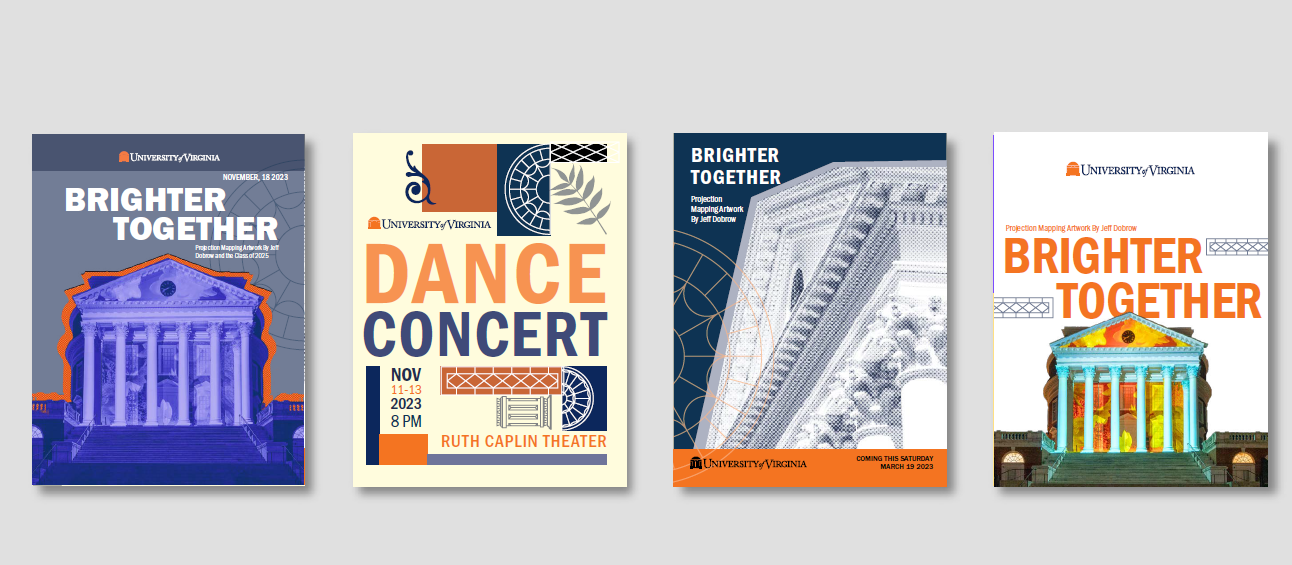 UNIVERSITY of VIRGINIA
NOVEMBER, 18 2023
BRIGHTER
TOGETHER
Projection Mapping Artwork By Jeff
Dobrow and the Class of 2025
UNIVERSITY of VIRGINIA
DANCE
CONCERT
NOV
11-13
2023
8 PM
RUTH CAPLIN THEATER
BRIGHTER
TOGETHER
Projection
Mapping Artwork
By Jeff Dobrow
UNIVERSITY of VIRGINIA
COMING THIS SATURDAY
MARCH 19 2023
UNIVERSITY of VIRGINIA
Projection Mapping Artwork By Jeff Dobrow
BRIGHTER
TOGETHER